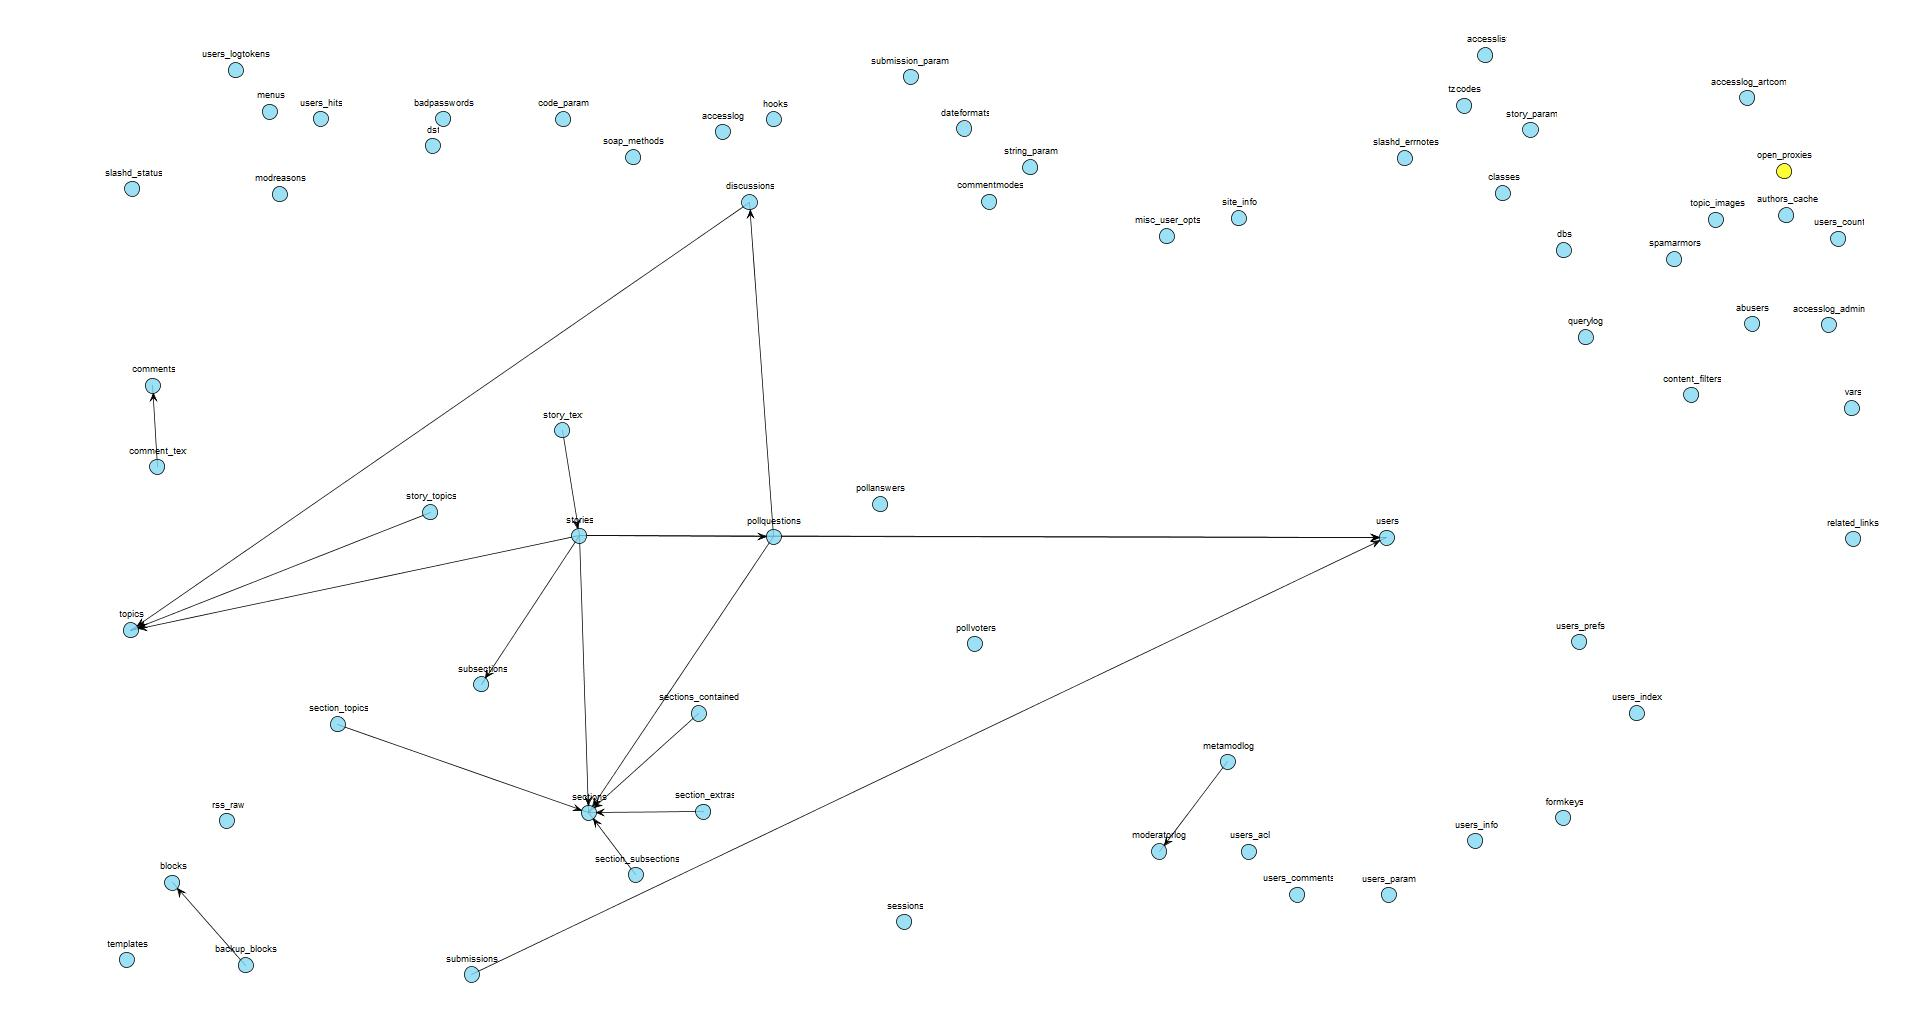 accesslis
users_logtokens
submission_param
accesslog_artcom
tzcodes
menus
users_hits
badpasswords
code_param
hooks
dateformats
story_param
accesslog
dst
soap_methods
slashd_errnotes
string_param
open_proxies
slashd_status
modreasons
classes
discussions
commentmodes
site_info
topic_images
authors_cache
misc_user_opts
users_count
dbs
spamarmors
abusers
accesslog_admin
querylog
comments
content_filters
vars
story_tex
comment_tex
pollanswers
story_topics
stories
pollquestions
users
related_links
topics
pollvoters
users_prefs
subsections
sections_contained
users_index
section_topics
metamodlog
sections
section_extras
formkeys
rss_raw
users_info
moderatorlog
users_acl
section_subsections
blocks
users_comments
users_param
sessions
templates
backup_blocks
submissions